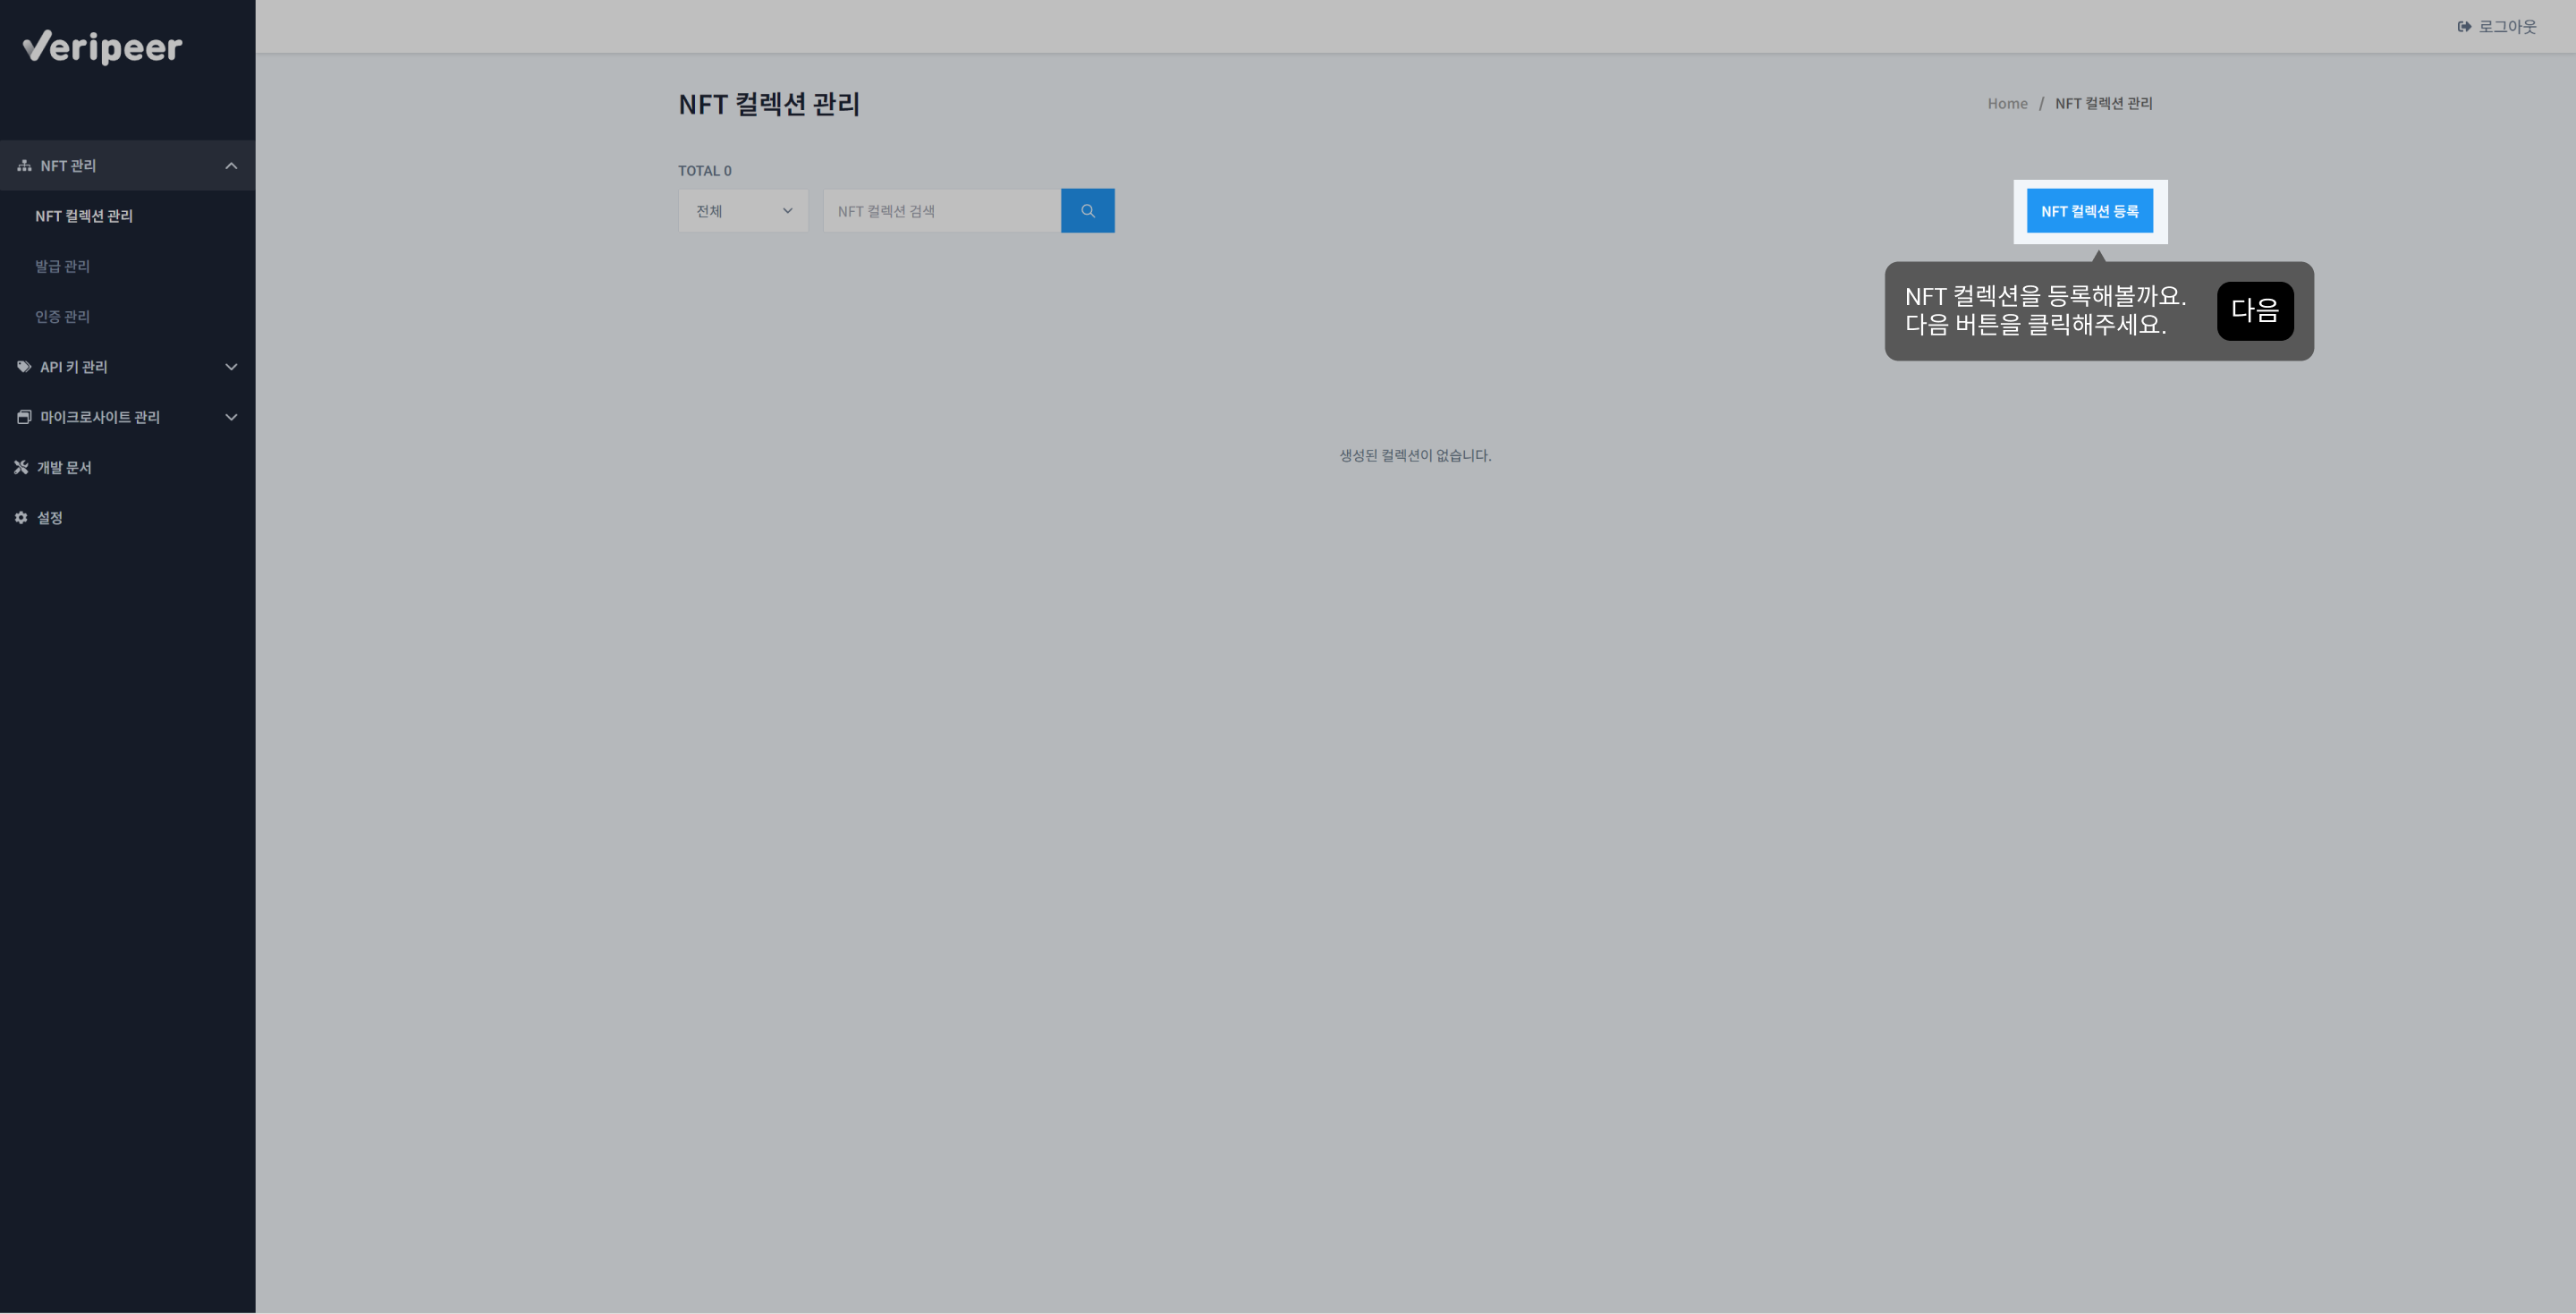 Veripeer
로그아웃
NFT 관리
NFT 컬렉션 관리
발급 관리
인증 관리
API 키 관리
마이크로사이트 관리
개발 문서
설정
NFT 컬렉션 관리
Home / NFT 컬렉션 관리
TOTAL 0
전체
NFT 컬렉션 검색
NFT 컬렉션 등록
NFT 컬렉션을 등록해볼까요.
다음 버튼을 클릭해주세요.
다음
생성된 컬렉션이 없습니다.